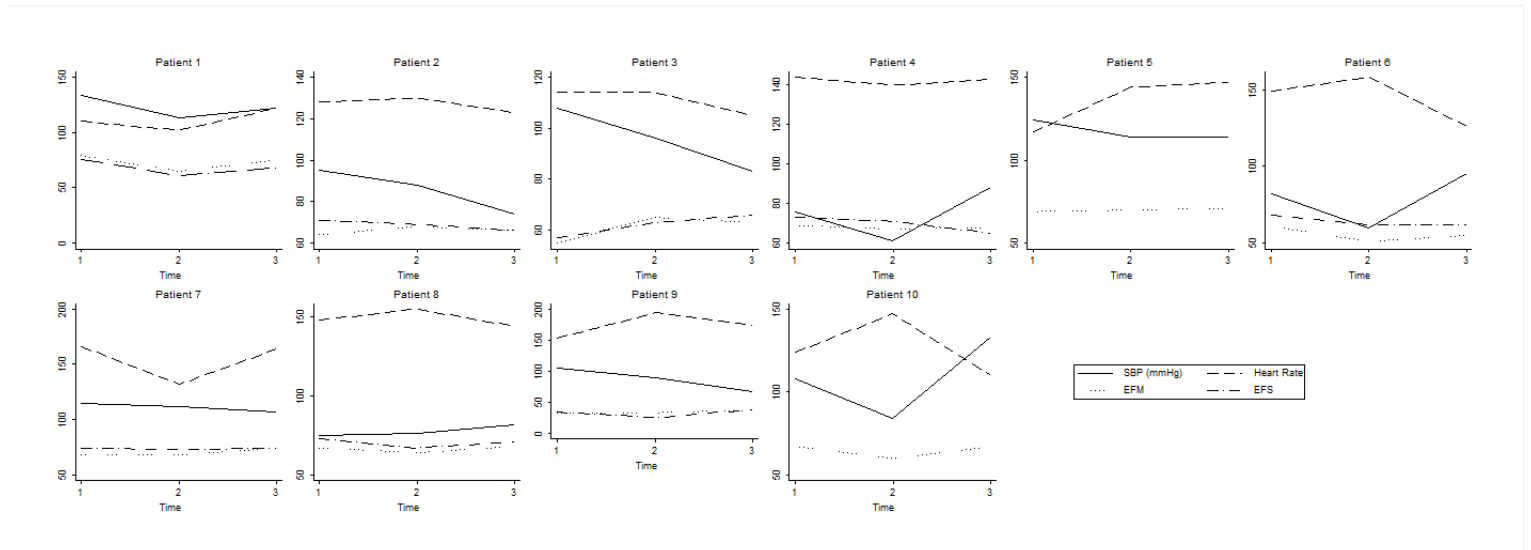 Patient 1
150
100
50
0
1 2 3
Time
Patient 2
140
120
100
80
60
1 2 3
Time
Patient 3
120
100
80
60
1 2 3
Time
Patient 4
140
120
100
80
60
1 2 3
Time
Patient 5
150
100
50
1 2 3
Time
Patient 6
150
100
50
1 2 3
Time
Patient 7
200
150
100
50
1 2 3
Time
Patient 8
150
100
50
1 2 3
Time
Patient 9
200
150
100
50
0
1 2 3
Time
Patient 10
150
100
50
1 2 3
Time
SBP (mmHg) Heart Rate
EFM EFS